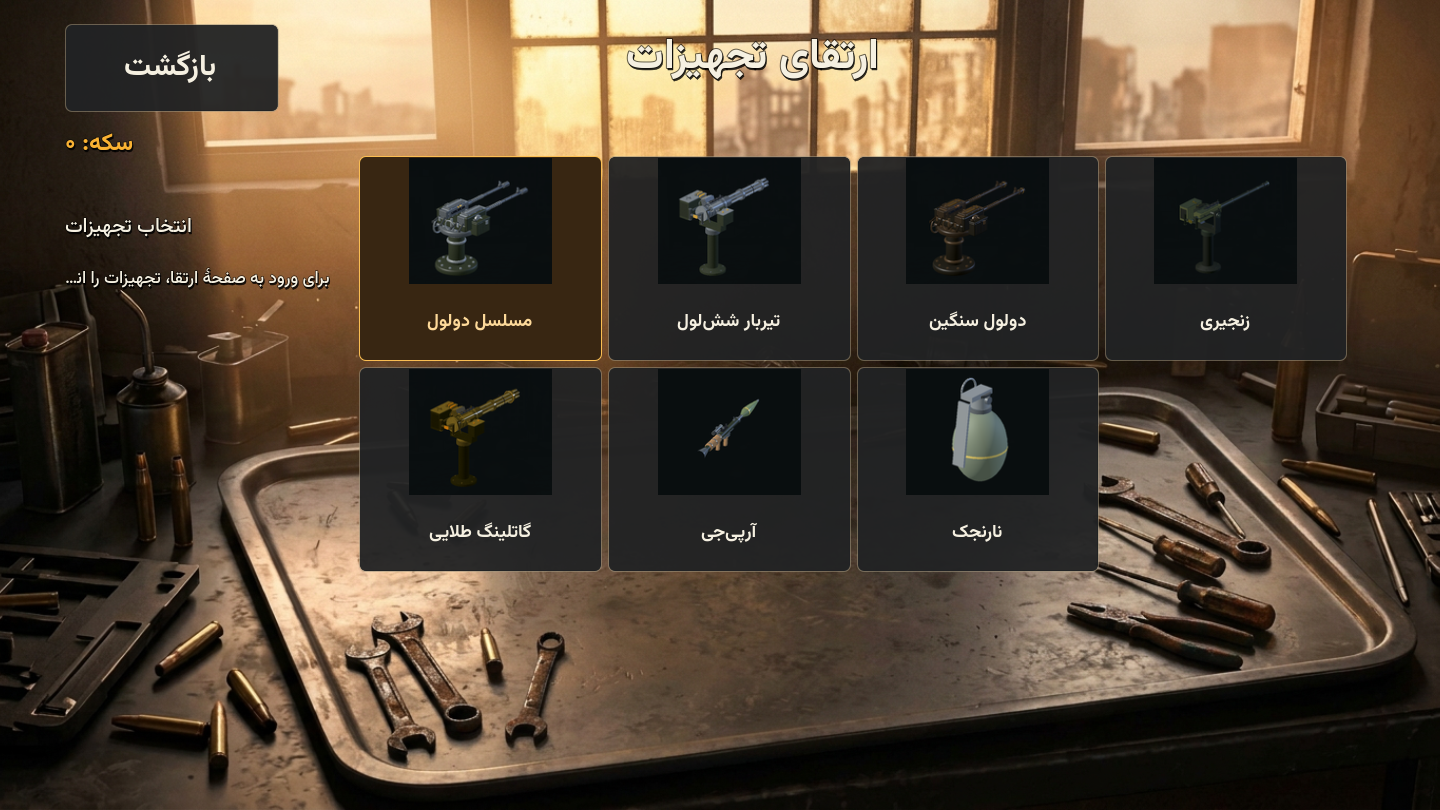 بازگشت
ارتقای تجهیزات
سکه: ۰
انتخاب تجهیزات
برای ورود به صفحهٔ ارتقا، تجهیزات را انـ...
مسلسل دولول
تیربار شش‌لول
دولول سنگین
زنجیری
گاتلینگ طلایی
آرپی‌جی
نارنجک